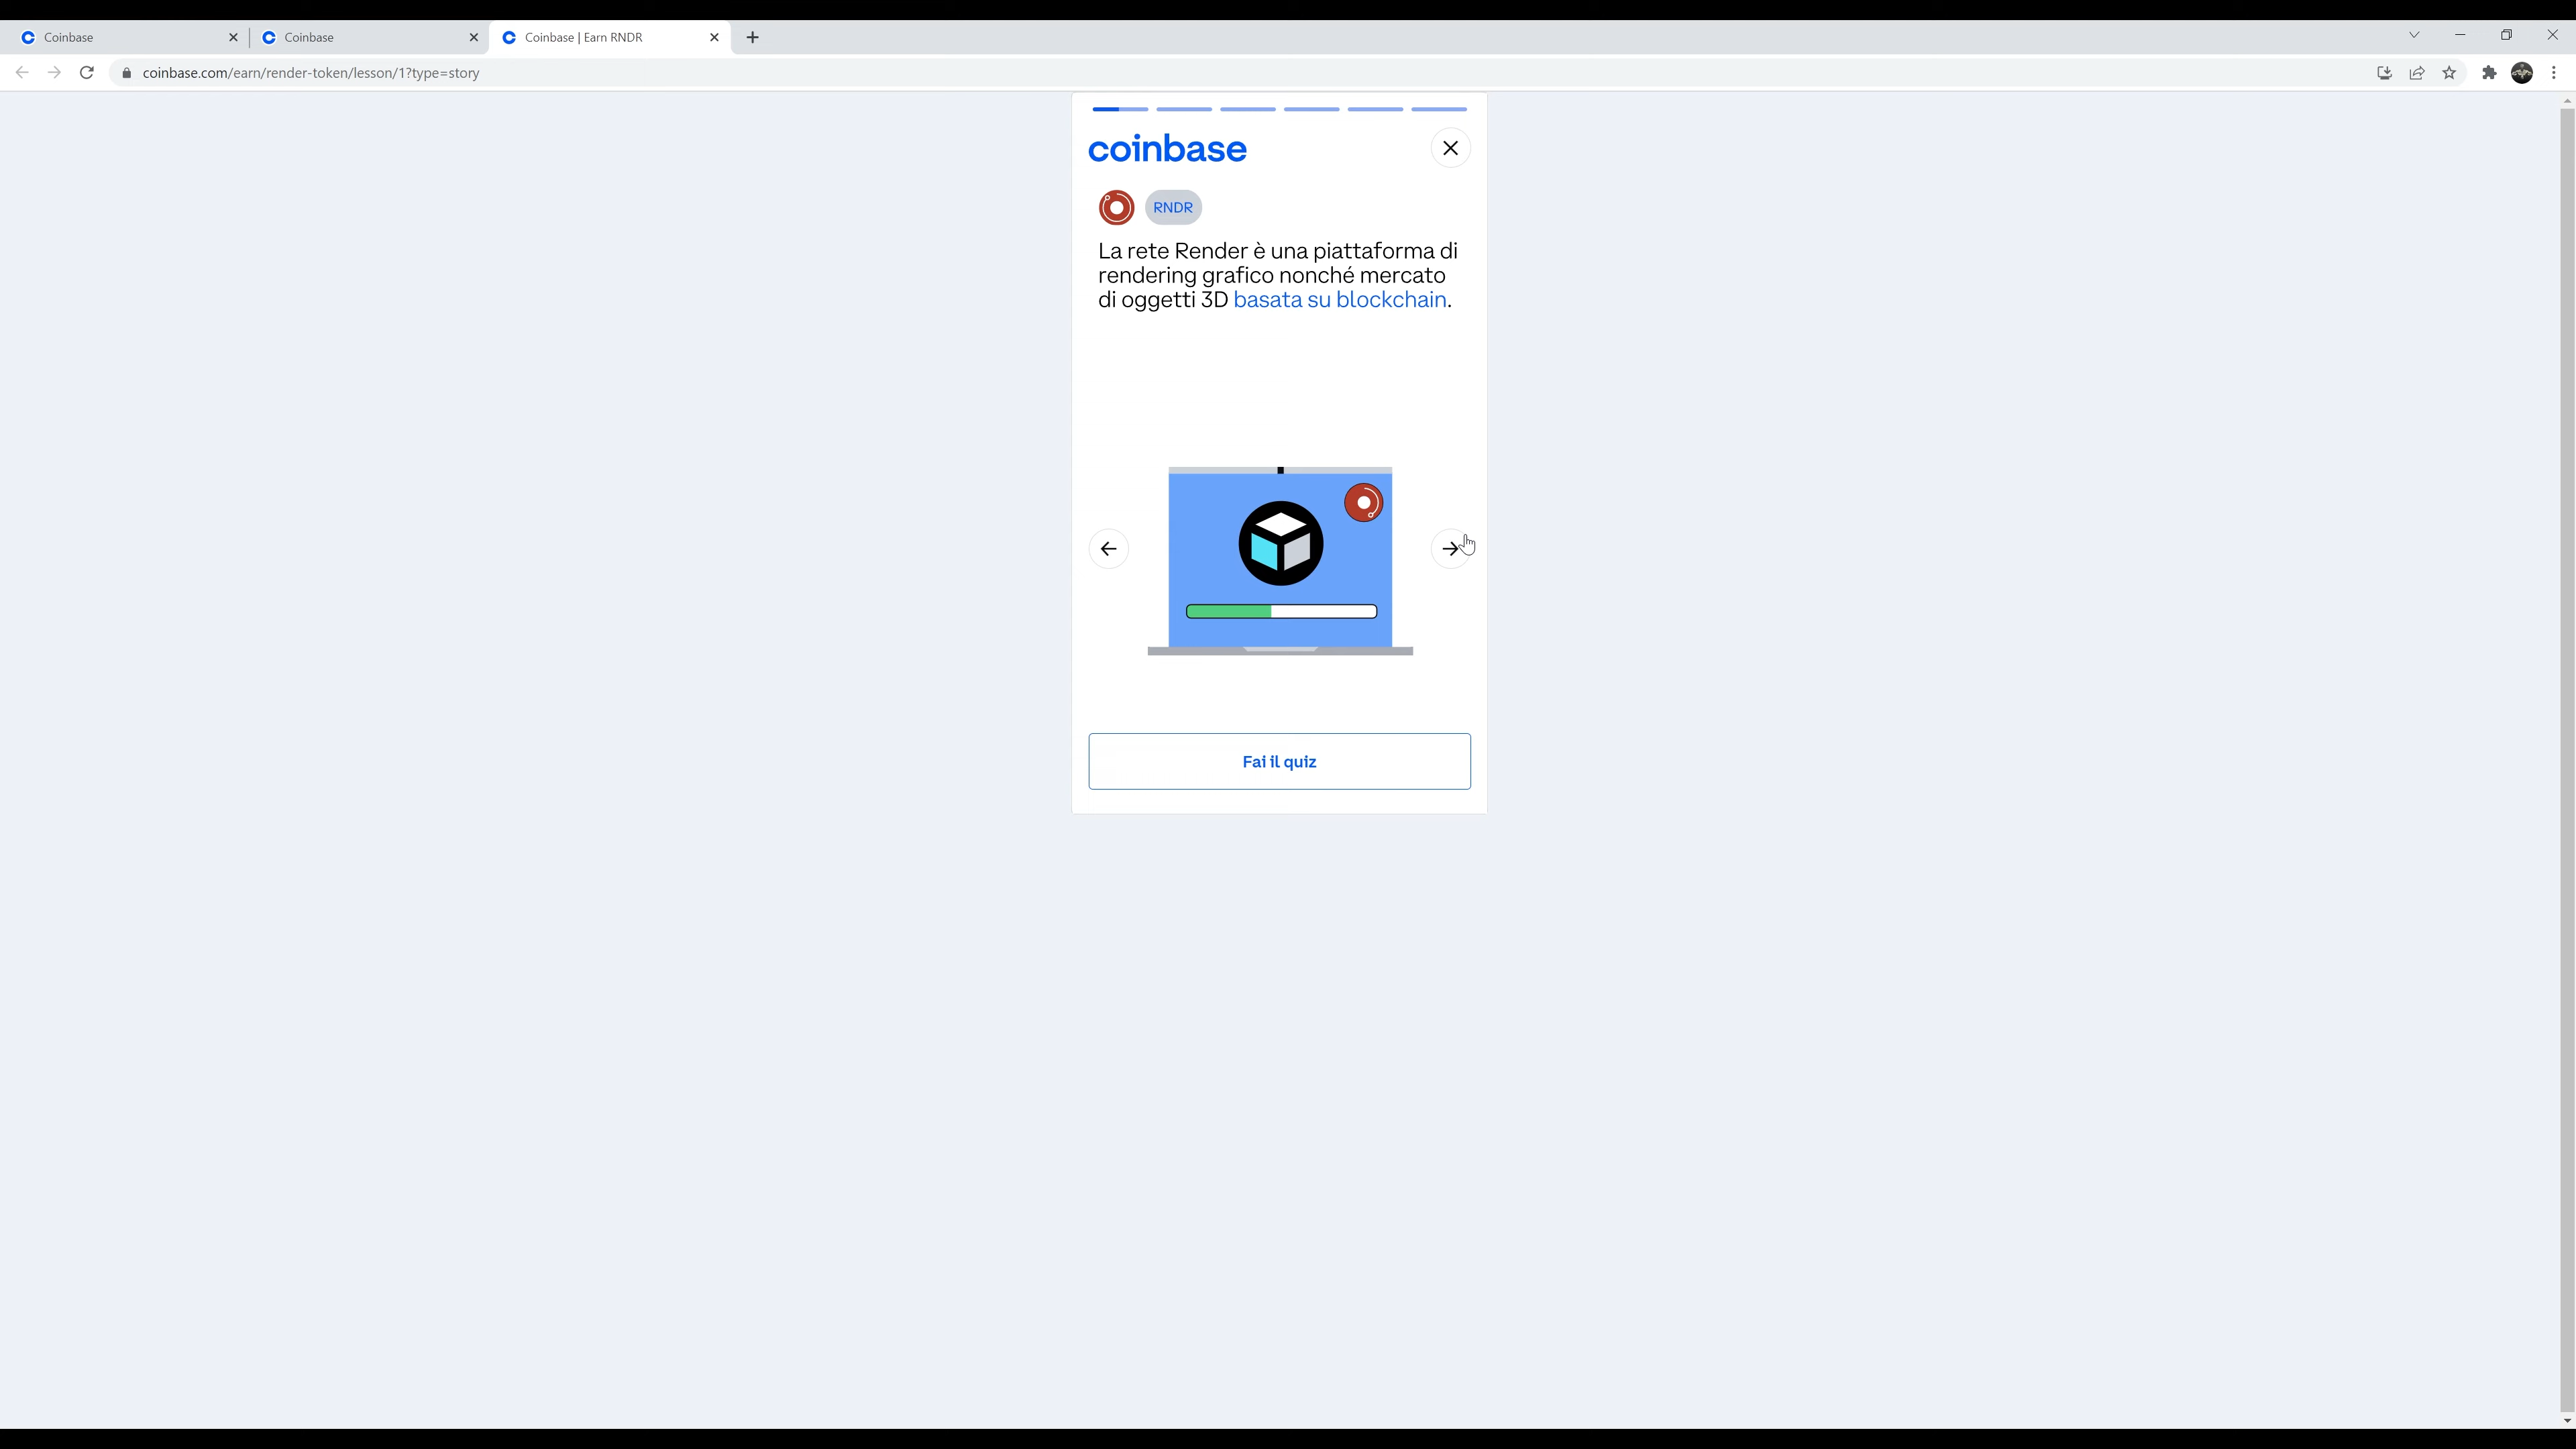 Coinbase
Coinbase
Coinbase | Earn RNDR
coinbase.com/earn/render-token/lesson/1?type=story
coinbase
RNDR
La rete Render è una piattaforma di
rendering grafico nonché mercato
di oggetti 3D basata su blockchain.
Fai il quiz